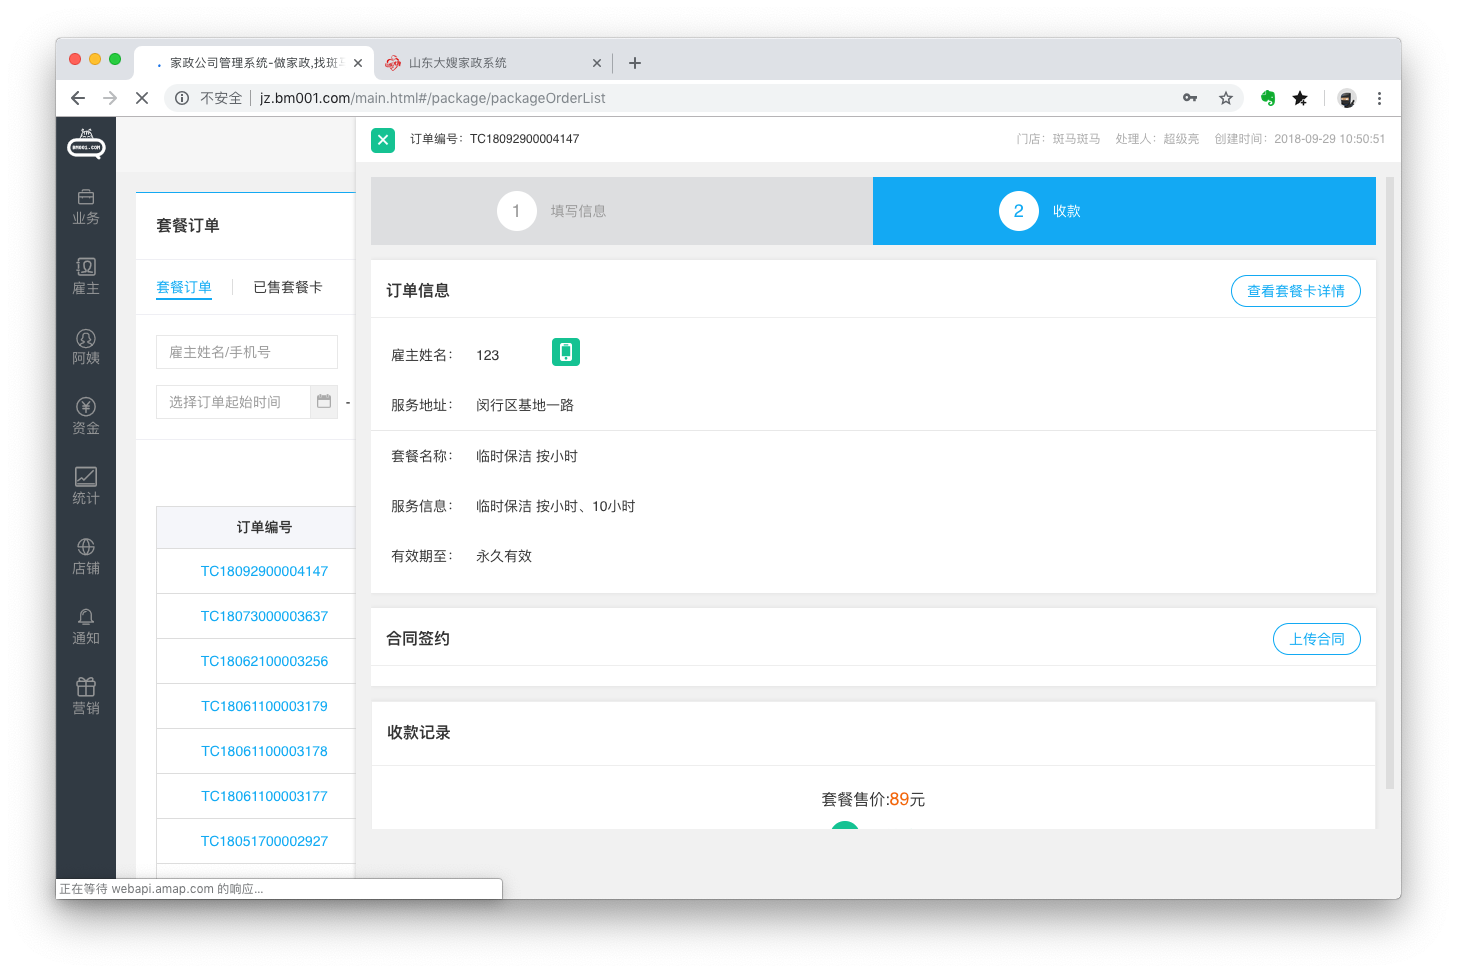 家政公司管理系统-做家政,找斑
山东大嫂家政系统
不安全
jz.bm001.com/main.html#/package/packageOrderList
BM001.COM
业务
雇主
阿姨
资金
统计
店铺
通知
营销
套餐订单
套餐订单
已售套餐卡
雇主姓名/手机号
选择订单起始时间
-
订单编号
TC18092900004147
TC18073000003637
TC18062100003256
TC18061100003179
TC18061100003178
TC18061100003177
TC18051700002927
订单编号：TC18092900004147
门店：斑马斑马 处理人：超级亮 创建时间：2018-09-29 10:50:51
1 填写信息
2 收款
订单信息
查看套餐卡详情
雇主姓名： 123
服务地址： 闵行区基地一路
套餐名称： 临时保洁 按小时
服务信息： 临时保洁 按小时、10小时
有效期至： 永久有效
合同签约
上传合同
收款记录
套餐售价:89元
正在等待 webapi.amap.com 的响应...